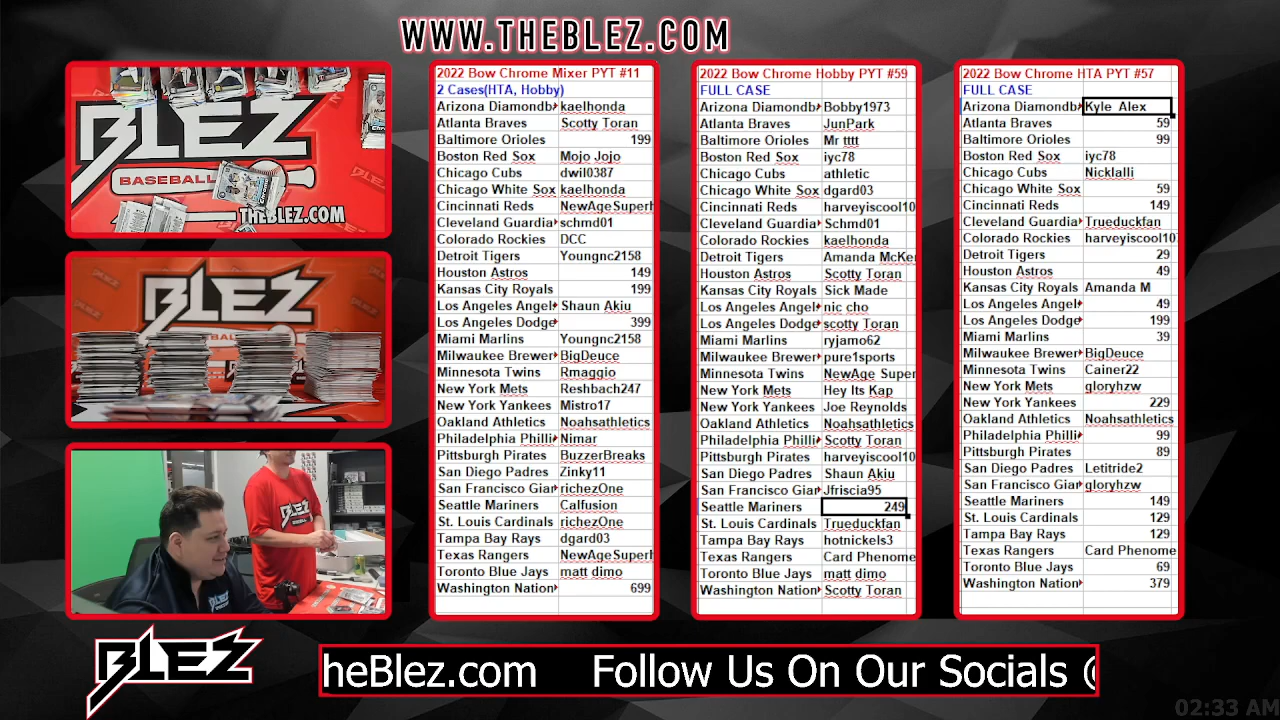 WWW.THEBLEZ.COM
BLEZ
BASEBALL
THEBLEZ.COM
BLEZ
2022 Bow Chrome Mixer PYT #11
2 Cases(HTA, Hobby)
Arizona Diamondb kaelhonda
Atlanta Braves Scotty Toran
Baltimore Orioles 199
Boston Red Sox Mojo Jojo
Chicago Cubs dwil0387
Chicago White Sox kaelhonda
Cincinnati Reds NewAgeSuperh
Cleveland Guardia schmd01
Colorado Rockies DCC
Detroit Tigers Youngnc2158
Houston Astros 149
Kansas City Royals 199
Los Angeles Angel Shaun Akiu
Los Angeles Dodge 399
Miami Marlins Youngnc2158
Milwaukee Brewer BigDeuce
Minnesota Twins Rmaggio
New York Mets Reshbach247
New York Yankees Mistro17
Oakland Athletics Noahsathletics
Philadelphia Philli Nimar
Pittsburgh Pirates BuzzerBreaks
San Diego Padres Zinky11
San Francisco Giar richezOne
Seattle Mariners Calfusion
St. Louis Cardinals richezOne
Tampa Bay Rays dgard03
Texas Rangers NewAgeSuperh
Toronto Blue Jays matt dimo
Washington Nation 699
2022 Bow Chrome Hobby PYT #59
FULL CASE
Arizona Diamondb Bobby1973
Atlanta Braves JunPark
Baltimore Orioles Mr tttt
Boston Red Sox iyc78
Chicago Cubs athletic
Chicago White Sox dgard03
Cincinnati Reds harveyiscool10
Cleveland Guardia Schmd01
Colorado Rockies kaelhonda
Detroit Tigers Amanda McKe
Houston Astros Scotty Toran
Kansas City Royals Sick Made
Los Angeles Angel nic cho
Los Angeles Dodge scotty Toran
Miami Marlins ryjamo62
Milwaukee Brewer pure1sports
Minnesota Twins NewAge Super
New York Mets Hey Its Kap
New York Yankees Joe Reynolds
Oakland Athletics Noahsathletics
Philadelphia Philli Scotty Toran
Pittsburgh Pirates harveyiscool10
San Diego Padres Shaun Akiu
San Francisco Giar Jfriscia95
Seattle Mariners 249
St. Louis Cardinals Trueduckfan
Tampa Bay Rays hotnickels3
Texas Rangers Card Phenome
Toronto Blue Jays matt dimo
Washington Nation Scotty Toran
2022 Bow Chrome HTA PYT #57
FULL CASE
Arizona Diamondb Kyle Alex
Atlanta Braves 59
Baltimore Orioles 99
Boston Red Sox iyc78
Chicago Cubs Nicklalli
Chicago White Sox 59
Cincinnati Reds 149
Cleveland Guardia Trueduckfan
Colorado Rockies harveyiscool10
Detroit Tigers 29
Houston Astros 49
Kansas City Royals Amanda M
Los Angeles Angel 49
Los Angeles Dodge 199
Miami Marlins 39
Milwaukee Brewer BigDeuce
Minnesota Twins Cainer22
New York Mets gloryhzw
New York Yankees 229
Oakland Athletics Noahsathletics
Philadelphia Philli 99
Pittsburgh Pirates 89
San Diego Padres Letitride2
San Francisco Giar gloryhzw
Seattle Mariners 149
St. Louis Cardinals 129
Tampa Bay Rays 129
Texas Rangers Card Phenome
Toronto Blue Jays 69
Washington Nation 379
BLEZ
heBlez.com Follow Us On Our Socials @
02:33 AM